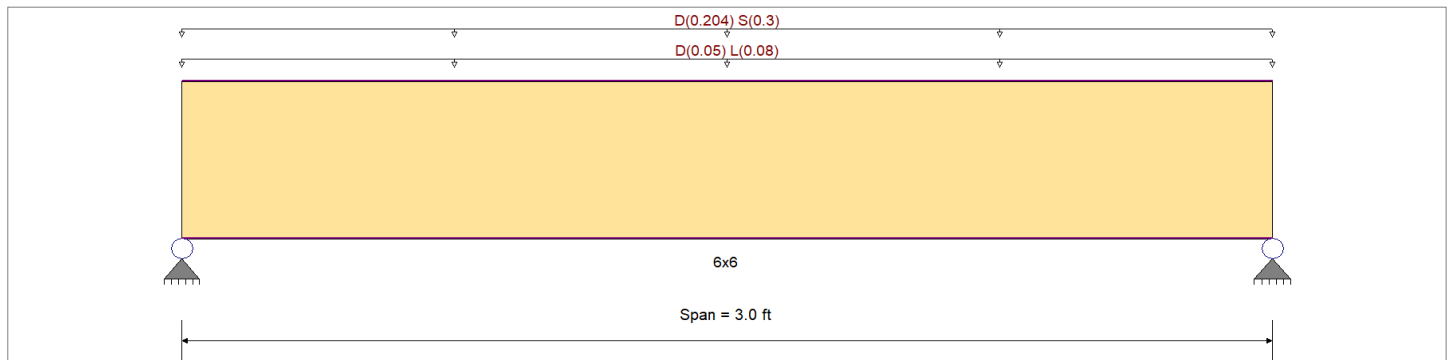 D(0.204) S(0.3)
D(0.05) L(0.08)
6x6
Span = 3.0 ft